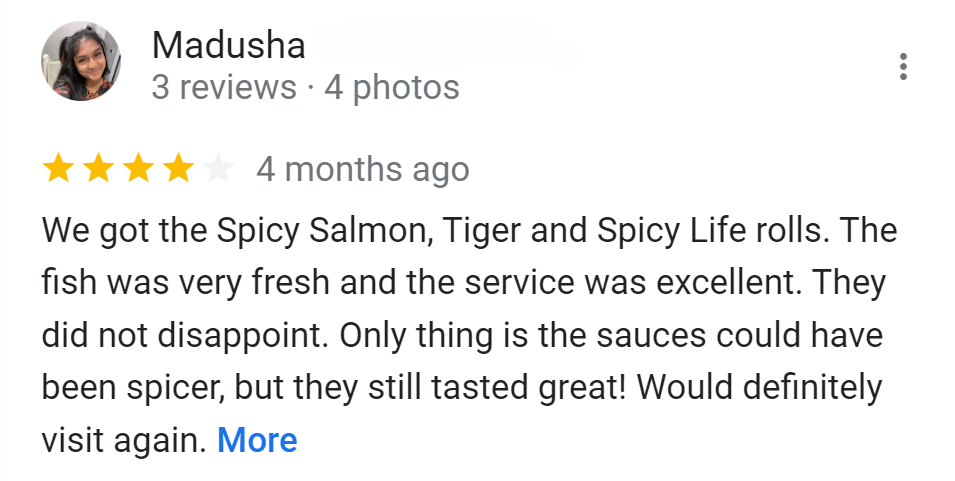 Madusha
3 reviews · 4 photos
4 months ago
We got the Spicy Salmon, Tiger and Spicy Life rolls. The
fish was very fresh and the service was excellent. They
did not disappoint. Only thing is the sauces could have
been spicer, but they still tasted great! Would definitely
visit again. More